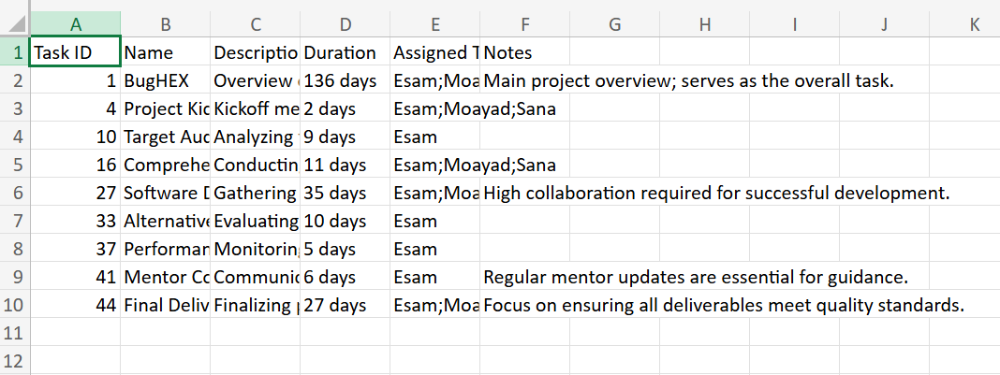 A B C D E F G H I J K
1 Task ID Name Descriptio Duration Assigned T Notes
2 1 BugHEX Overview 136 days Esam;Moa Main project overview; serves as the overall task.
3 4 Project Kic Kickoff me 2 days Esam;Moayad;Sana
4 10 Target Auc Analyzing 9 days Esam
5 16 Comprehe Conductin 11 days Esam;Moayad;Sana
6 27 Software D Gathering 35 days Esam;Moa High collaboration required for successful development.
7 33 Alternative Evaluating 10 days Esam
8 37 Performan Monitoring 5 days Esam
9 41 Mentor Co Communic 6 days Esam Regular mentor updates are essential for guidance.
10 44 Final Deliv Finalizing 27 days Esam;Moa Focus on ensuring all deliverables meet quality standards.
11
12